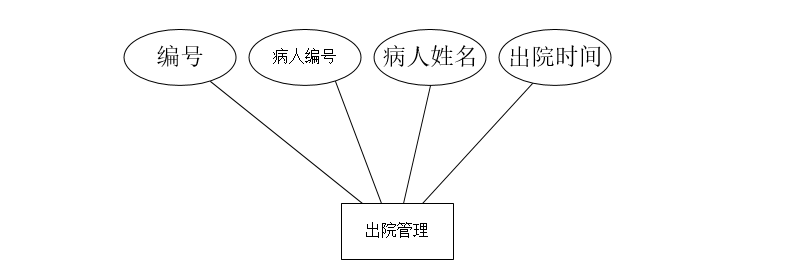 编号
病人编号
病人姓名
出院时间
出院管理